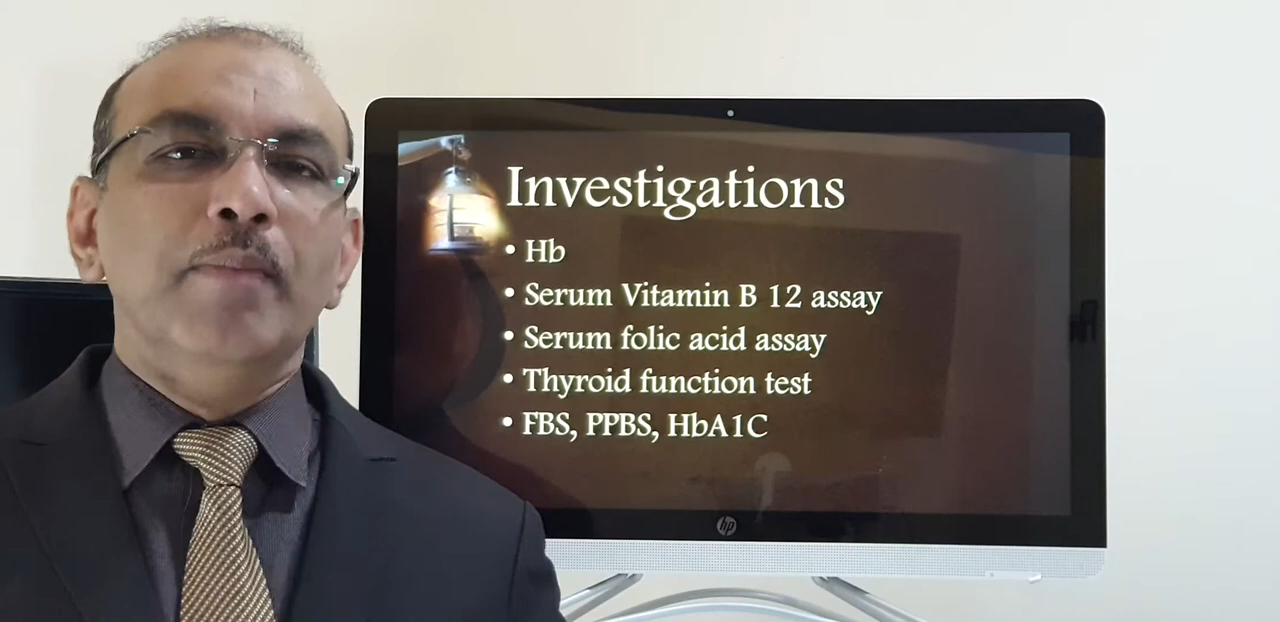 Investigations
• Hb
• Serum Vitamin B 12 assay
• Serum folic acid assay
• Thyroid function test
• FBS, PPBS, HbA1C
hp